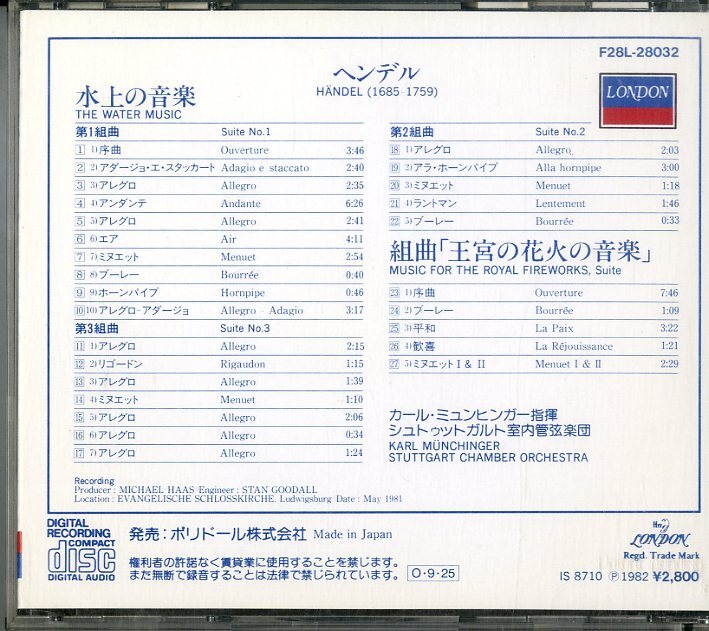 F28L-28032
ヘンデル
HÄNDEL (1685-1759)
LONDON
水上の音楽
THE WATER MUSIC
第1組曲 Suite No.1
1 1)序曲 Ouverture 3:46
2 2)アダージョ・エ・スタッカート Adagio e staccato 2:40
3 3)アレグロ Allegro 2:35
4 4)アンダンテ Andante 6:26
5 5)アレグロ Allegro 2:41
6 6)エア Air 4:11
7 7)ミヌエット Menuet 2:54
8 8)ブーレー Bourrée 0:40
9 9)ホーンパイプ Hornpipe 0:46
10 10)アレグロ-アダージョ Allegro - Adagio 3:17
第3組曲 Suite No.3
11 1)アレグロ Allegro 2:15
12 2)リゴードン Rigaudon 1:15
13 3)アレグロ Allegro 1:39
14 4)ミヌエット Menuet 1:10
15 5)アレグロ Allegro 2:06
16 6)アレグロ Allegro 0:34
17 7)アレグロ Allegro 1:24
第2組曲 Suite No.2
18 1)アレグロ Allegro 2:03
19 2)アラ・ホーンパイプ Alla hornpipe 3:00
20 3)ミヌエット Menuet 1:18
21 4)ラントマン Lentement 1:46
22 5)ブーレー Bourrée 0:33
組曲「王宮の花火の音楽」
MUSIC FOR THE ROYAL FIREWORKS, Suite
23 1)序曲 Ouverture 7:46
24 2)ブーレー Bourrée 1:09
25 3)平和 La Paix 3:22
26 4)歓喜 La Réjouissance 1:21
27 5)ミヌエットI & II Menuet I & II 2:29
カール・ミュンヒンガー指揮
シュトゥットガルト室内管弦楽団
KARL MÜNCHINGER
STUTTGART CHAMBER ORCHESTRA
Recording
Producer : MICHAEL HAAS Engineer : STAN GOODALL
Location : EVANGELISCHE SCHLOSSKIRCHE, Ludwigsburg Date : May 1981
DIGITAL RECORDING
COMPACT disc
DIGITAL AUDIO
発売:ポリドール株式会社 Made in Japan
権利者の許諾なく賃貸業に使用することを禁じます。
また無断で録音することは法律で禁じられています。
O・9・25
ffrr
LONDON
Regd. Trade Mark
IS 8710 Ⓟ1982 ¥2,800